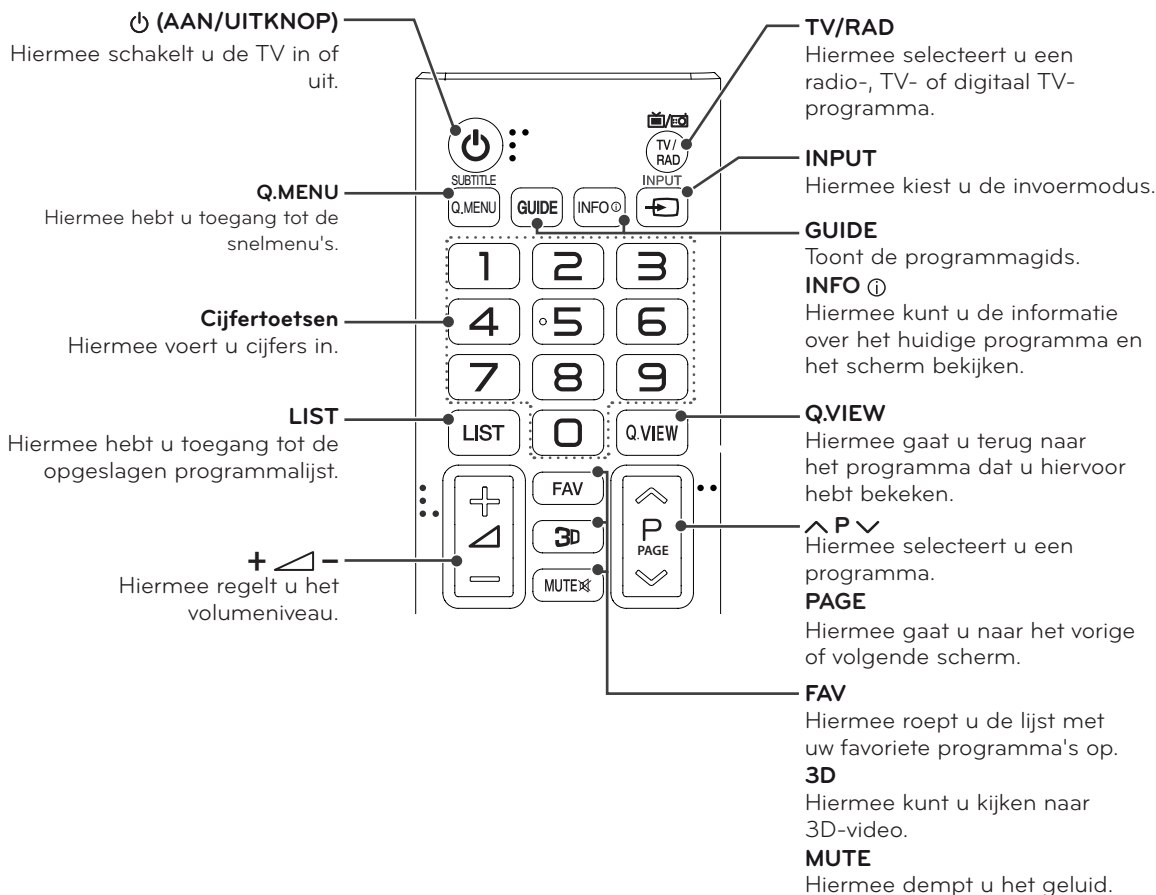 ⏻ (AAN/UITKNOP)
Hiermee schakelt u de TV in of
uit.
Q.MENU
Hiermee hebt u toegang tot de
snelmenu's.
Cijfertoetsen
Hiermee voert u cijfers in.
LIST
Hiermee hebt u toegang tot de
opgeslagen programmalijst.
+ −
Hiermee regelt u het
volumeniveau.
TV/
RAD
SUBTITLE
INPUT
Q.MENU
GUIDE
INFO ⓘ
1 2 3
4 5 6
7 8 9
LIST 0 Q.VIEW
+
−
FAV
3D
MUTE
P
PAGE
TV/RAD
Hiermee selecteert u een
radio-, TV- of digitaal TV-
programma.
INPUT
Hiermee kiest u de invoermodus.
GUIDE
Toont de programmagids.
INFO ⓘ
Hiermee kunt u de informatie
over het huidige programma en
het scherm bekijken.
Q.VIEW
Hiermee gaat u terug naar
het programma dat u hiervoor
hebt bekeken.
︿ P ﹀
Hiermee selecteert u een
programma.
PAGE
Hiermee gaat u naar het vorige
of volgende scherm.
FAV
Hiermee roept u de lijst met
uw favoriete programma's op.
3D
Hiermee kunt u kijken naar
3D-video.
MUTE
Hiermee dempt u het geluid.